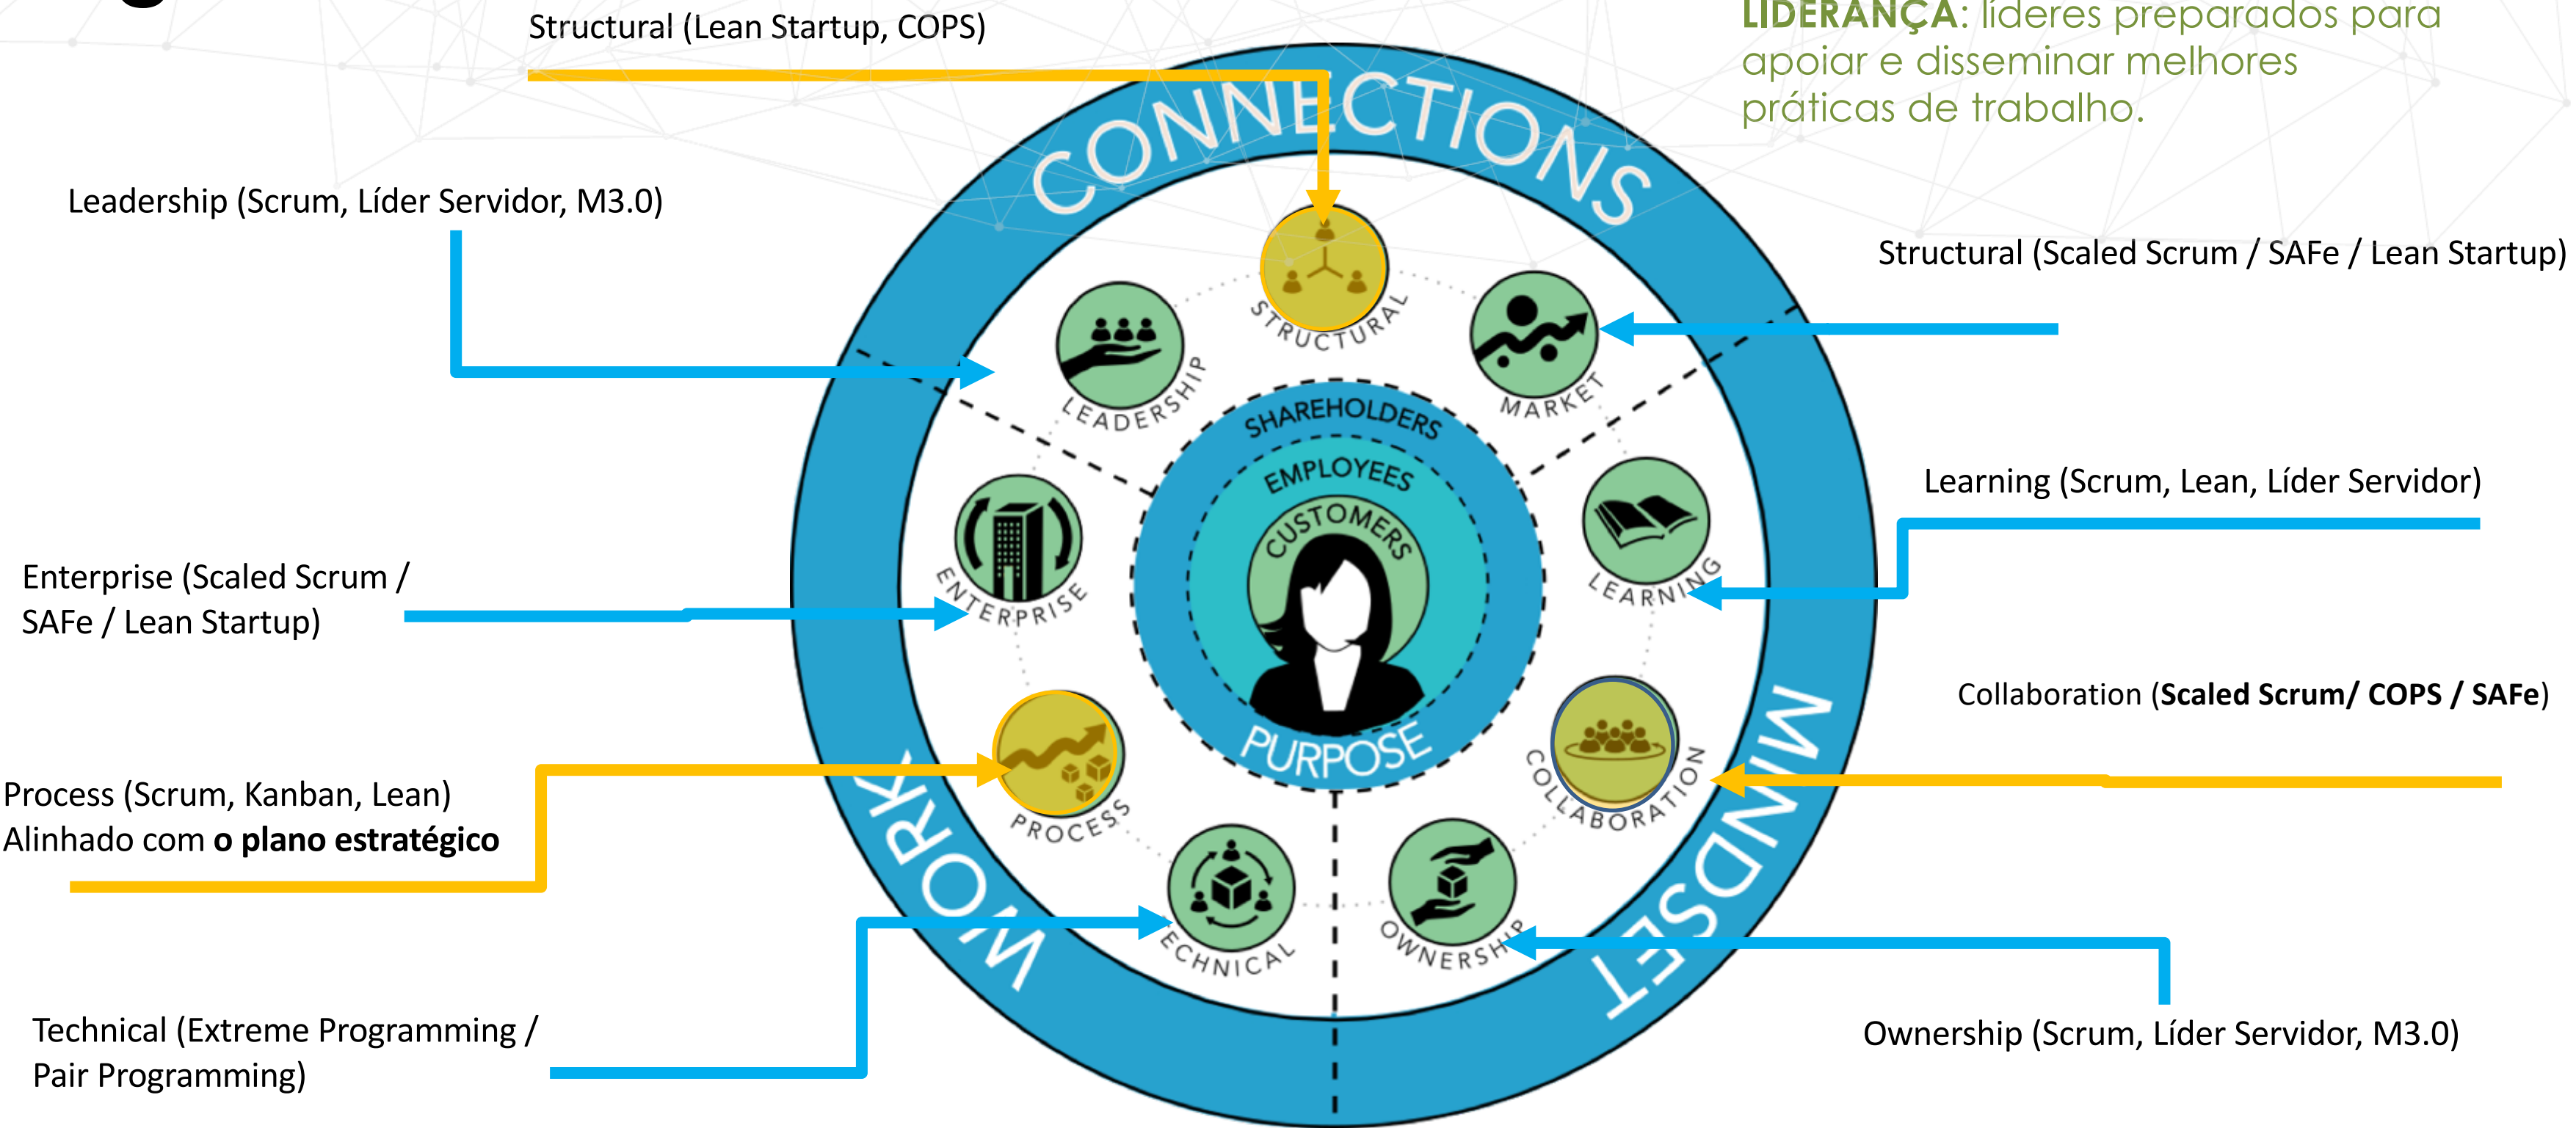 Structural (Lean Startup, COPS)
LIDERANÇA: líderes preparados para
apoiar e disseminar melhores
práticas de trabalho.
CONNECTIONS
Leadership (Scrum, Líder Servidor, M3.0)
Structural (Scaled Scrum / SAFe / Lean Startup)
STRUCTURAL
LEADERSHIP
MARKET
SHAREHOLDERS
EMPLOYEES
CUSTOMERS
PURPOSE
Learning (Scrum, Lean, Líder Servidor)
LEARNING
Enterprise (Scaled Scrum /
SAFe / Lean Startup)
ENTERPRISE
Collaboration (Scaled Scrum/ COPS / SAFe)
COLLABORATION
MINDSET
Process (Scrum, Kanban, Lean)
Alinhado com o plano estratégico
PROCESS
WORK
TECHNICAL
OWNERSHIP
Technical (Extreme Programming /
Pair Programming)
Ownership (Scrum, Líder Servidor, M3.0)